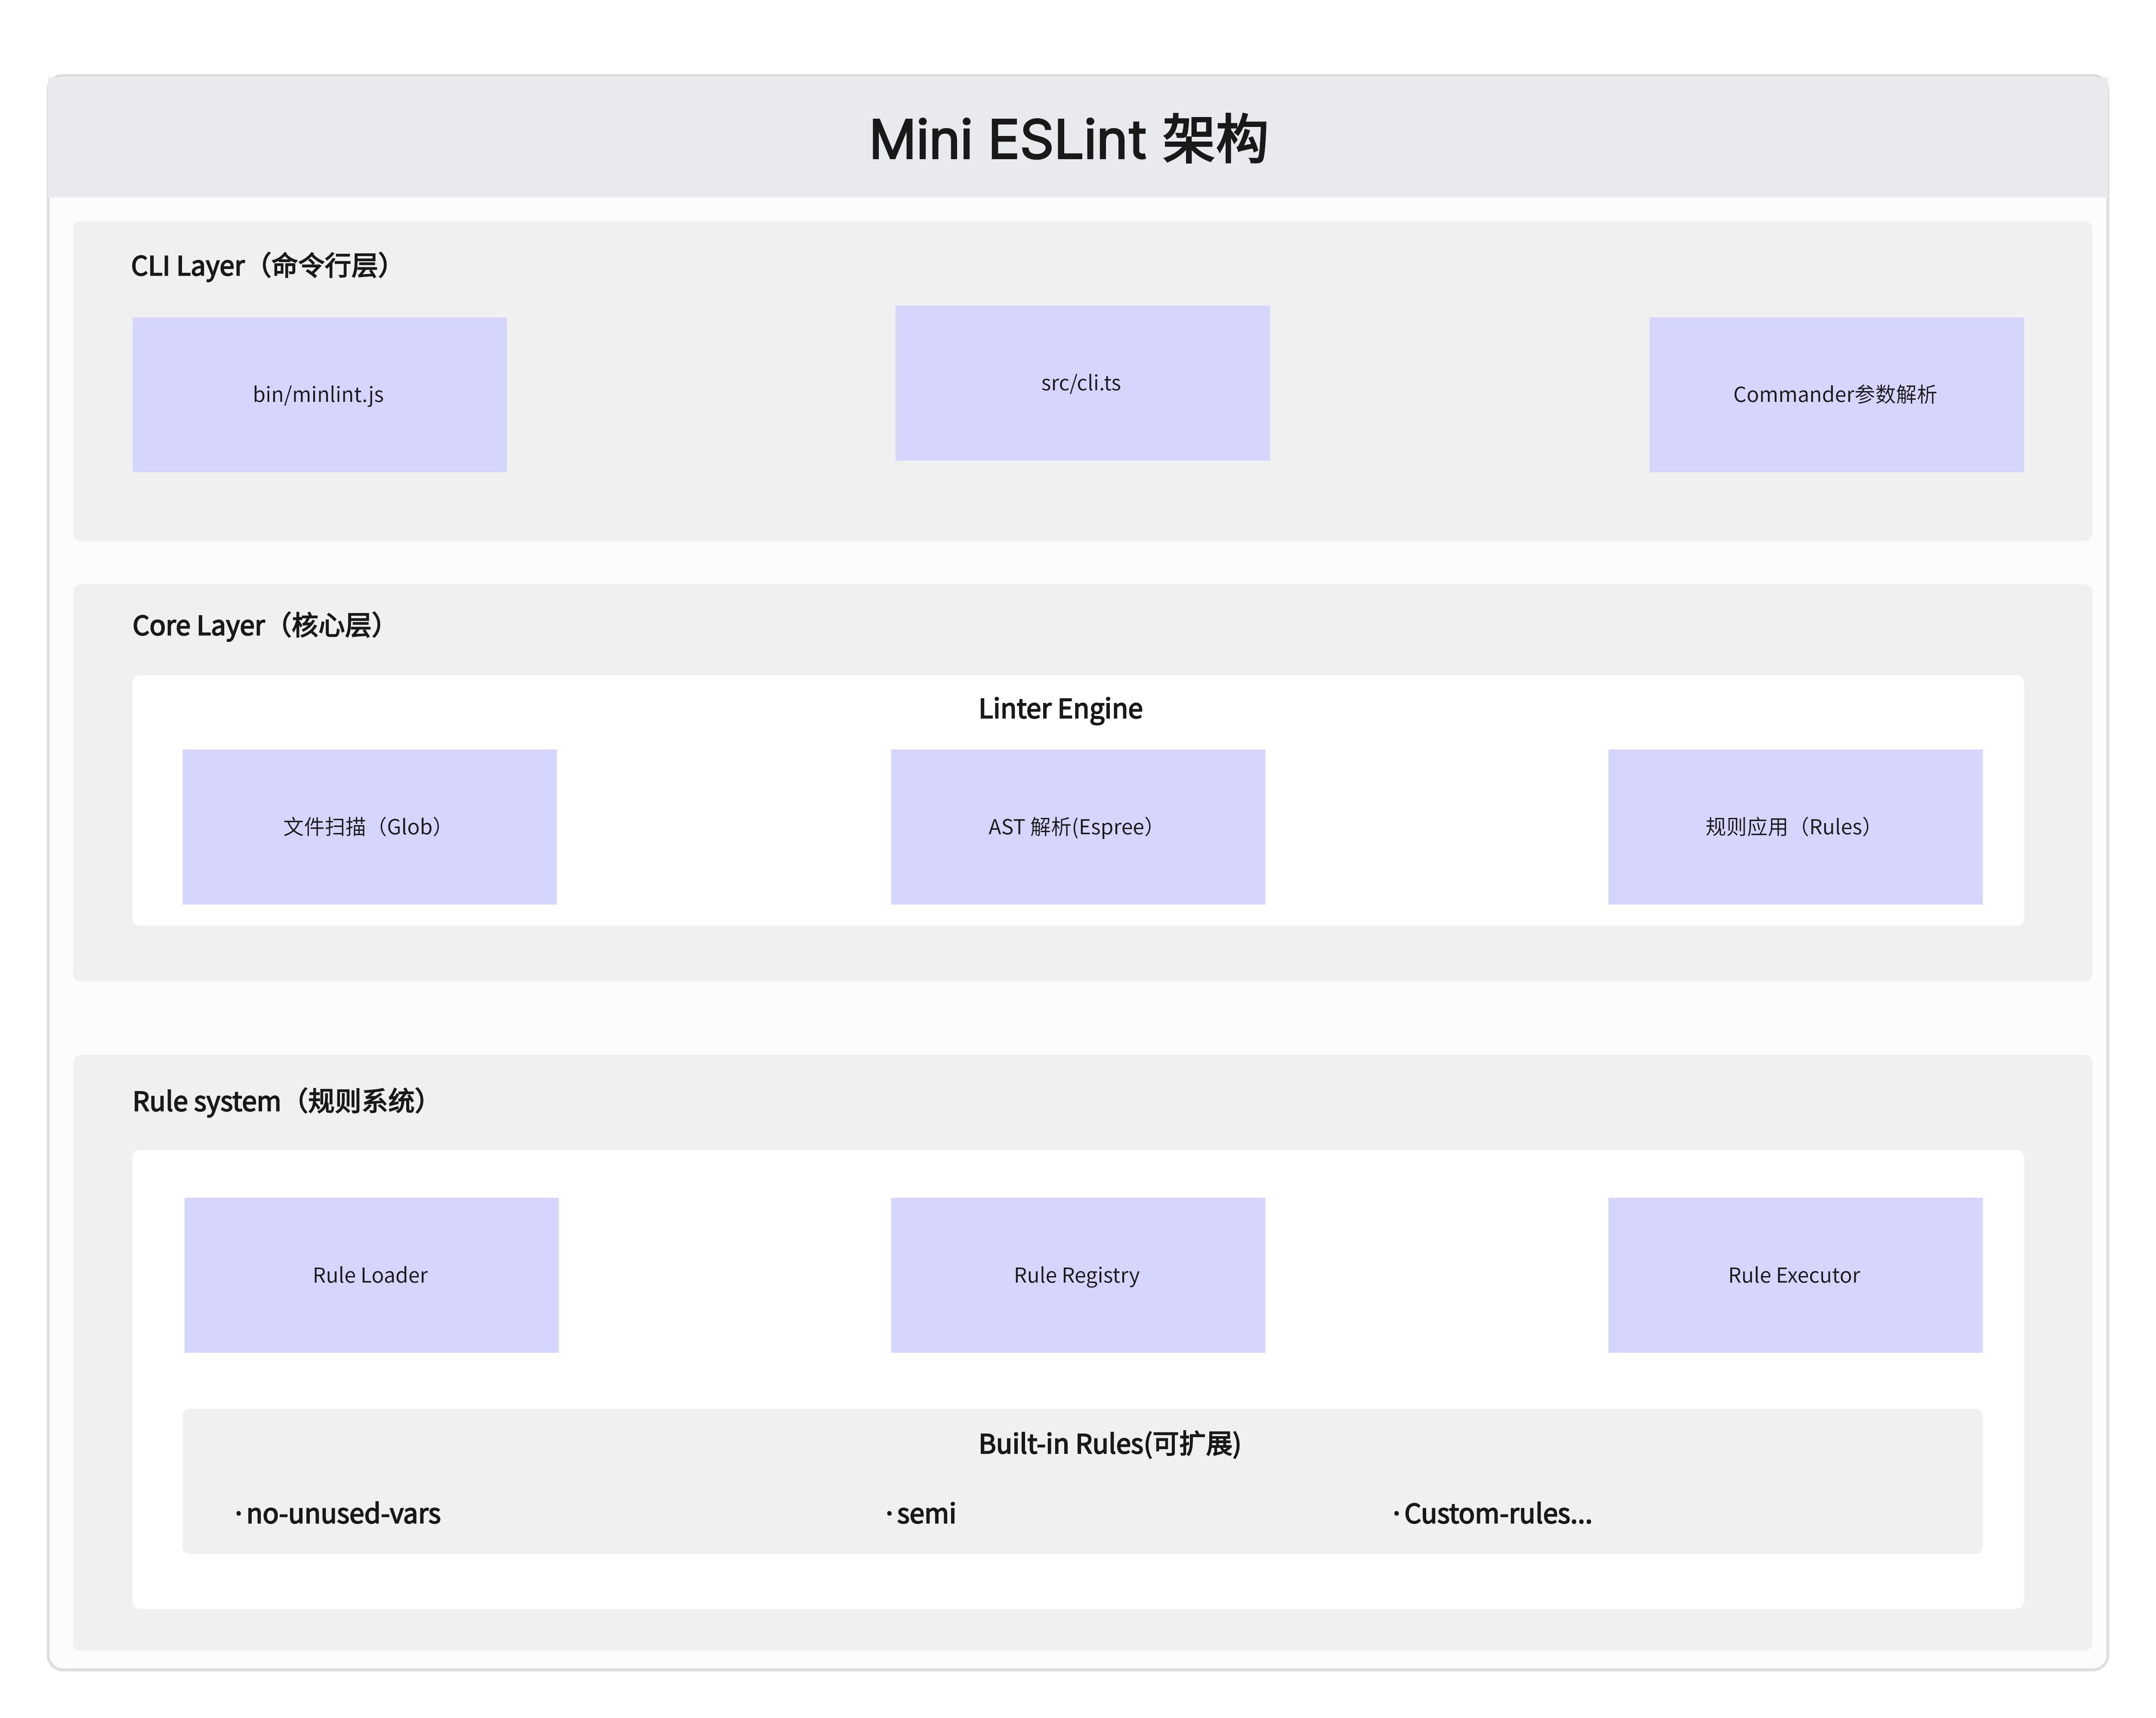 Mini ESLint 架构
CLI Layer（命令行层）
bin/minlint.js
src/cli.ts
Commander参数解析
Core Layer（核心层）
Linter Engine
文件扫描（Glob）
AST 解析(Espree）
规则应用（Rules）
Rule system（规则系统）
Rule Loader
Rule Registry
Rule Executor
Built-in Rules(可扩展)
· no-unused-vars
· semi
· Custom-rules...